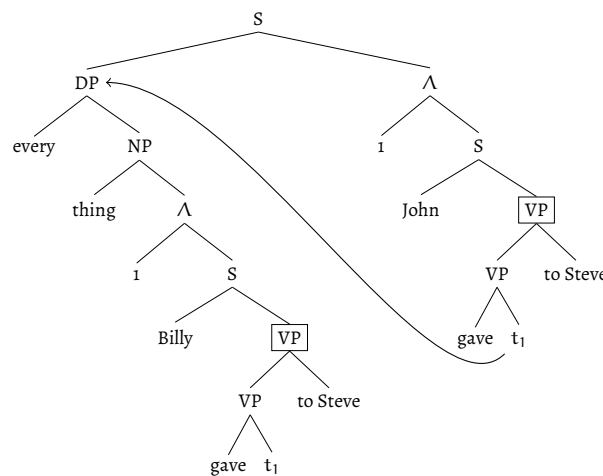 S
DP Λ
every NP 1 S
thing Λ John VP
1 S VP to Steve
Billy VP gave t₁
VP to Steve
gave t₁